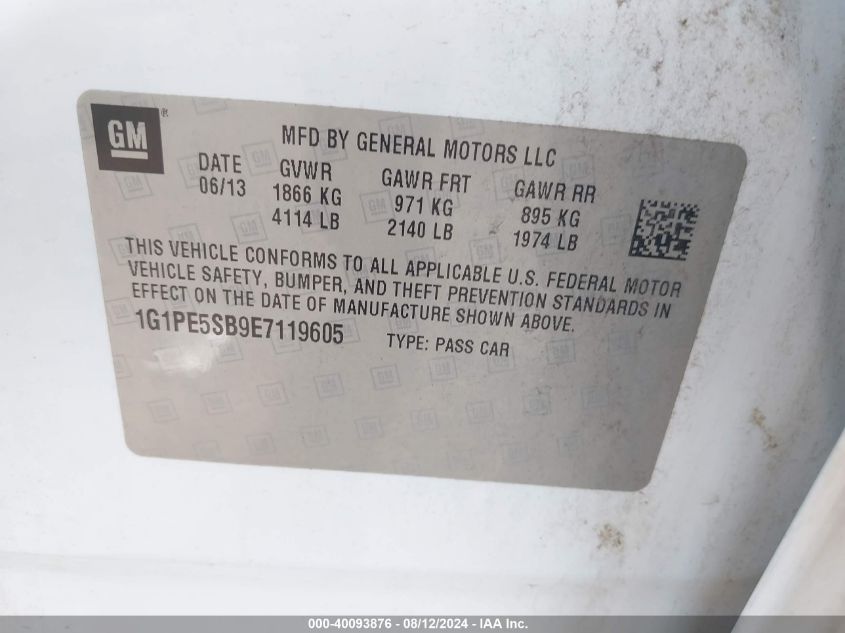 GM ®
MFD BY GENERAL MOTORS LLC
DATE GVWR GAWR FRT GAWR RR
06/13 1866 KG 971 KG 895 KG
4114 LB 2140 LB 1974 LB
THIS VEHICLE CONFORMS TO ALL APPLICABLE U.S. FEDERAL MOTOR
VEHICLE SAFETY, BUMPER, AND THEFT PREVENTION STANDARDS IN
EFFECT ON THE DATE OF MANUFACTURE SHOWN ABOVE.
1G1PE5SB9E7119605 TYPE: PASS CAR
000-40093876 - 08/12/2024 - IAA Inc.